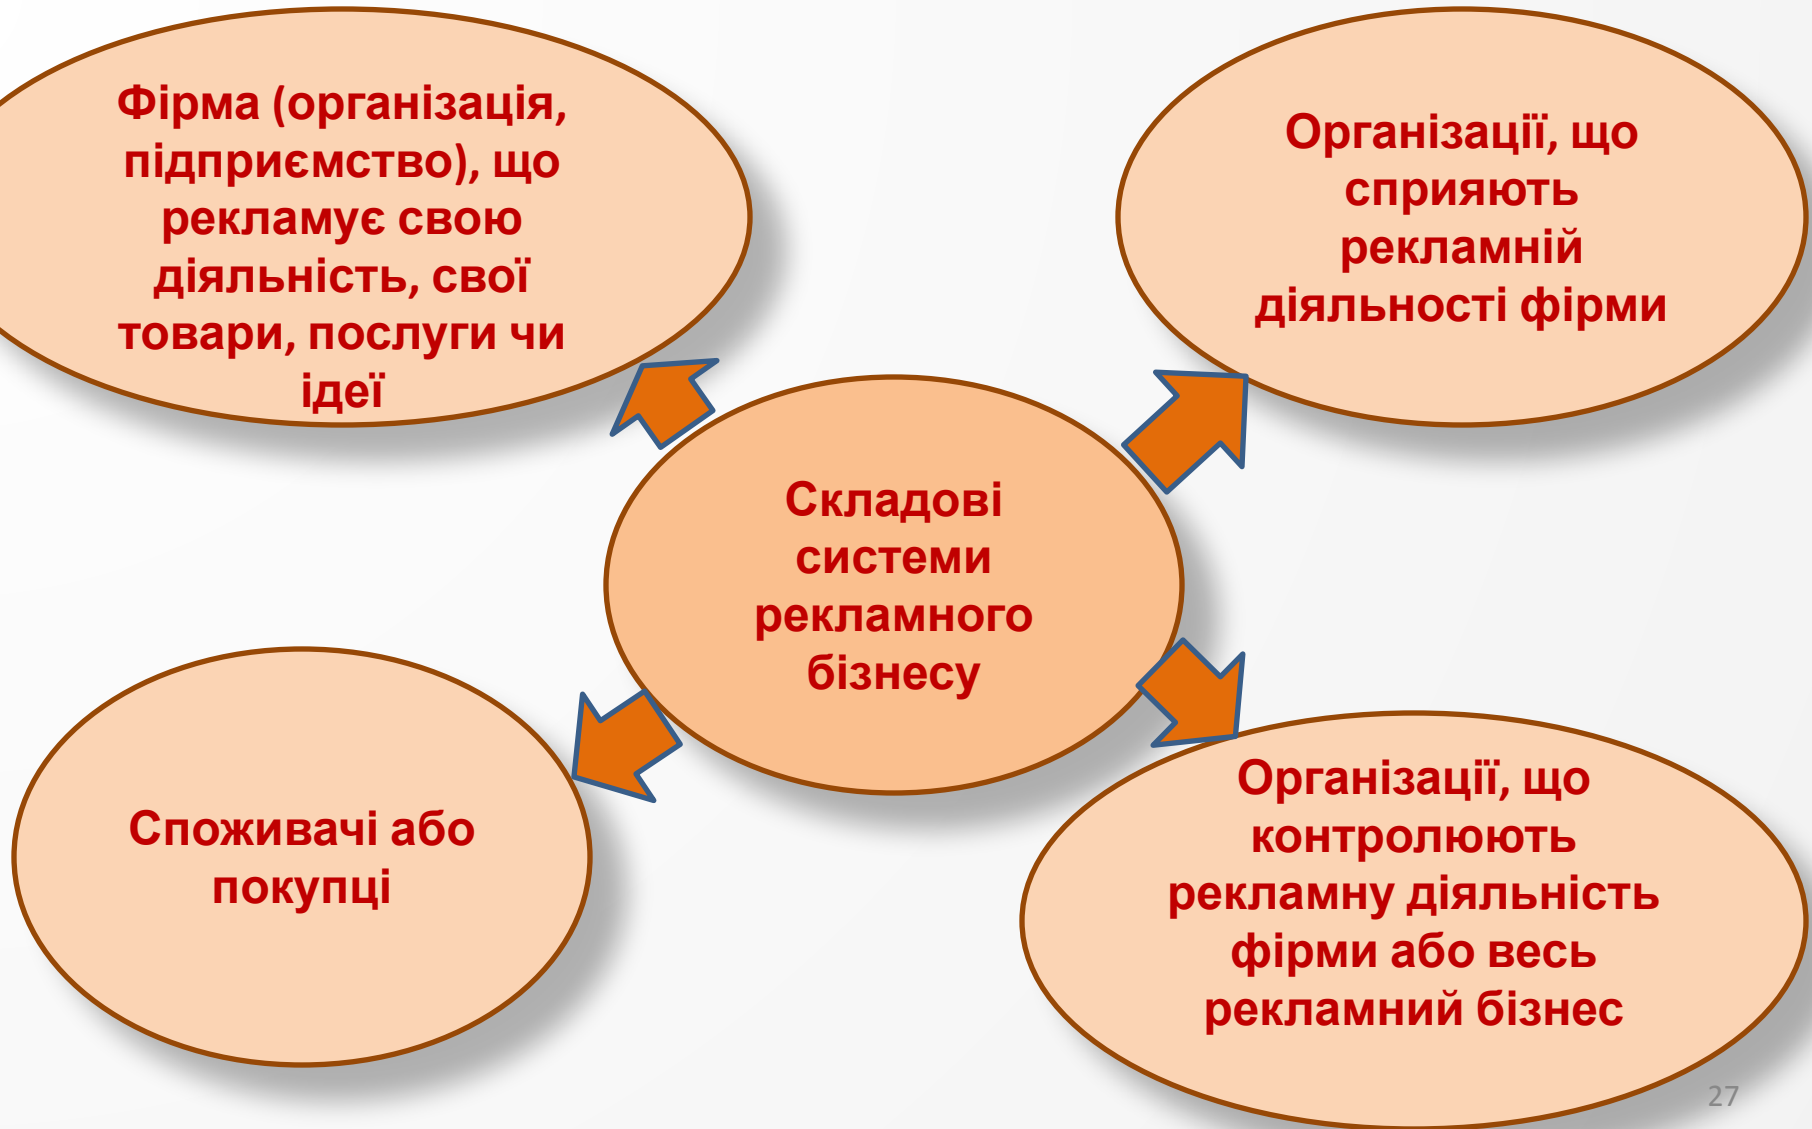 Фірма (організація,
підприємство), що
рекламує свою
діяльність, свої
товари, послуги чи
ідеї
Організації, що
сприяють
рекламній
діяльності фірми
Складові
системи
рекламного
бізнесу
Споживачі або
покупці
Організації, що
контролюють
рекламну діяльність
фірми або весь
рекламний бізнес
27